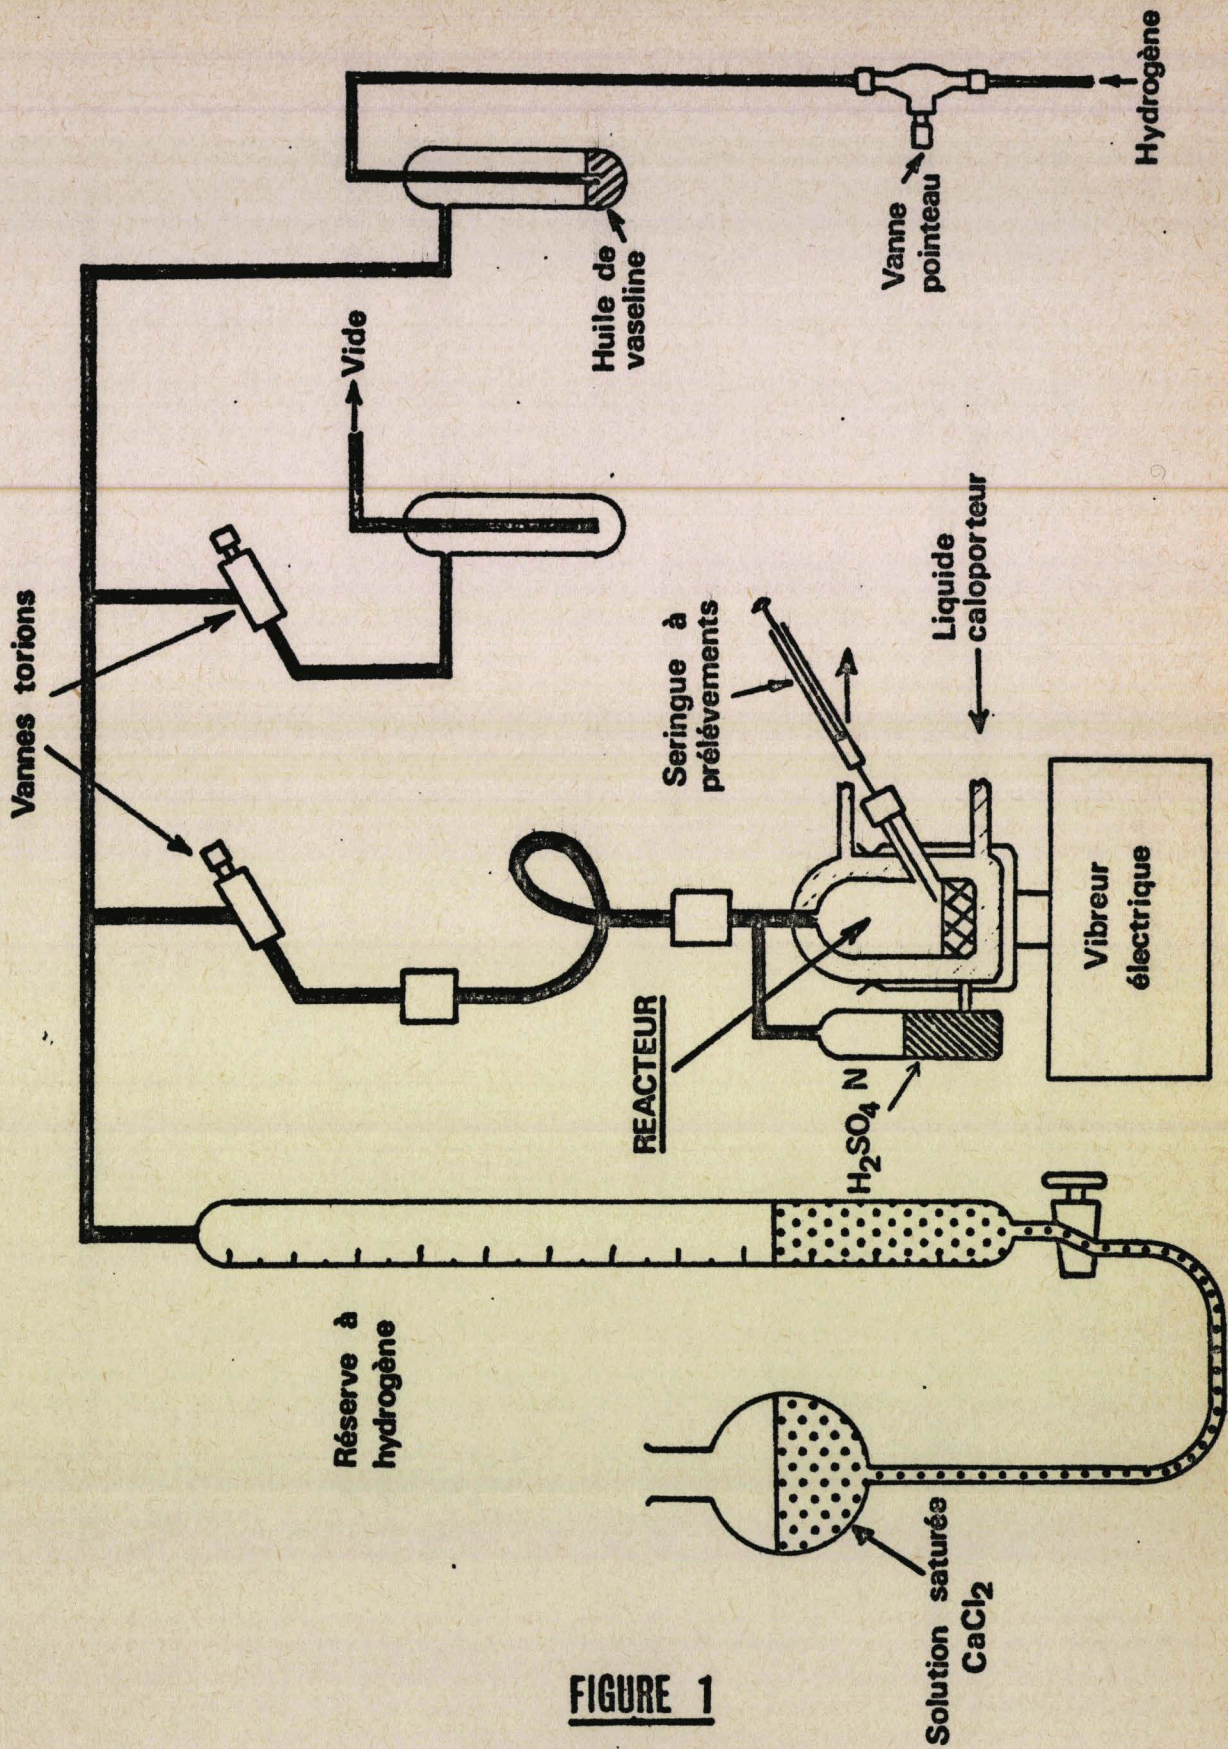 Vannes torions
Hydrogène
Vanne
pointeau
Huile de
vaseline
Vide
Liquide
caloporteur
Seringue à
prélévements
Vibreur
électrique
REACTEUR
H₂SO₄ N
Réserve à
hydrogène
Solution saturée
CaCl₂
FIGURE 1